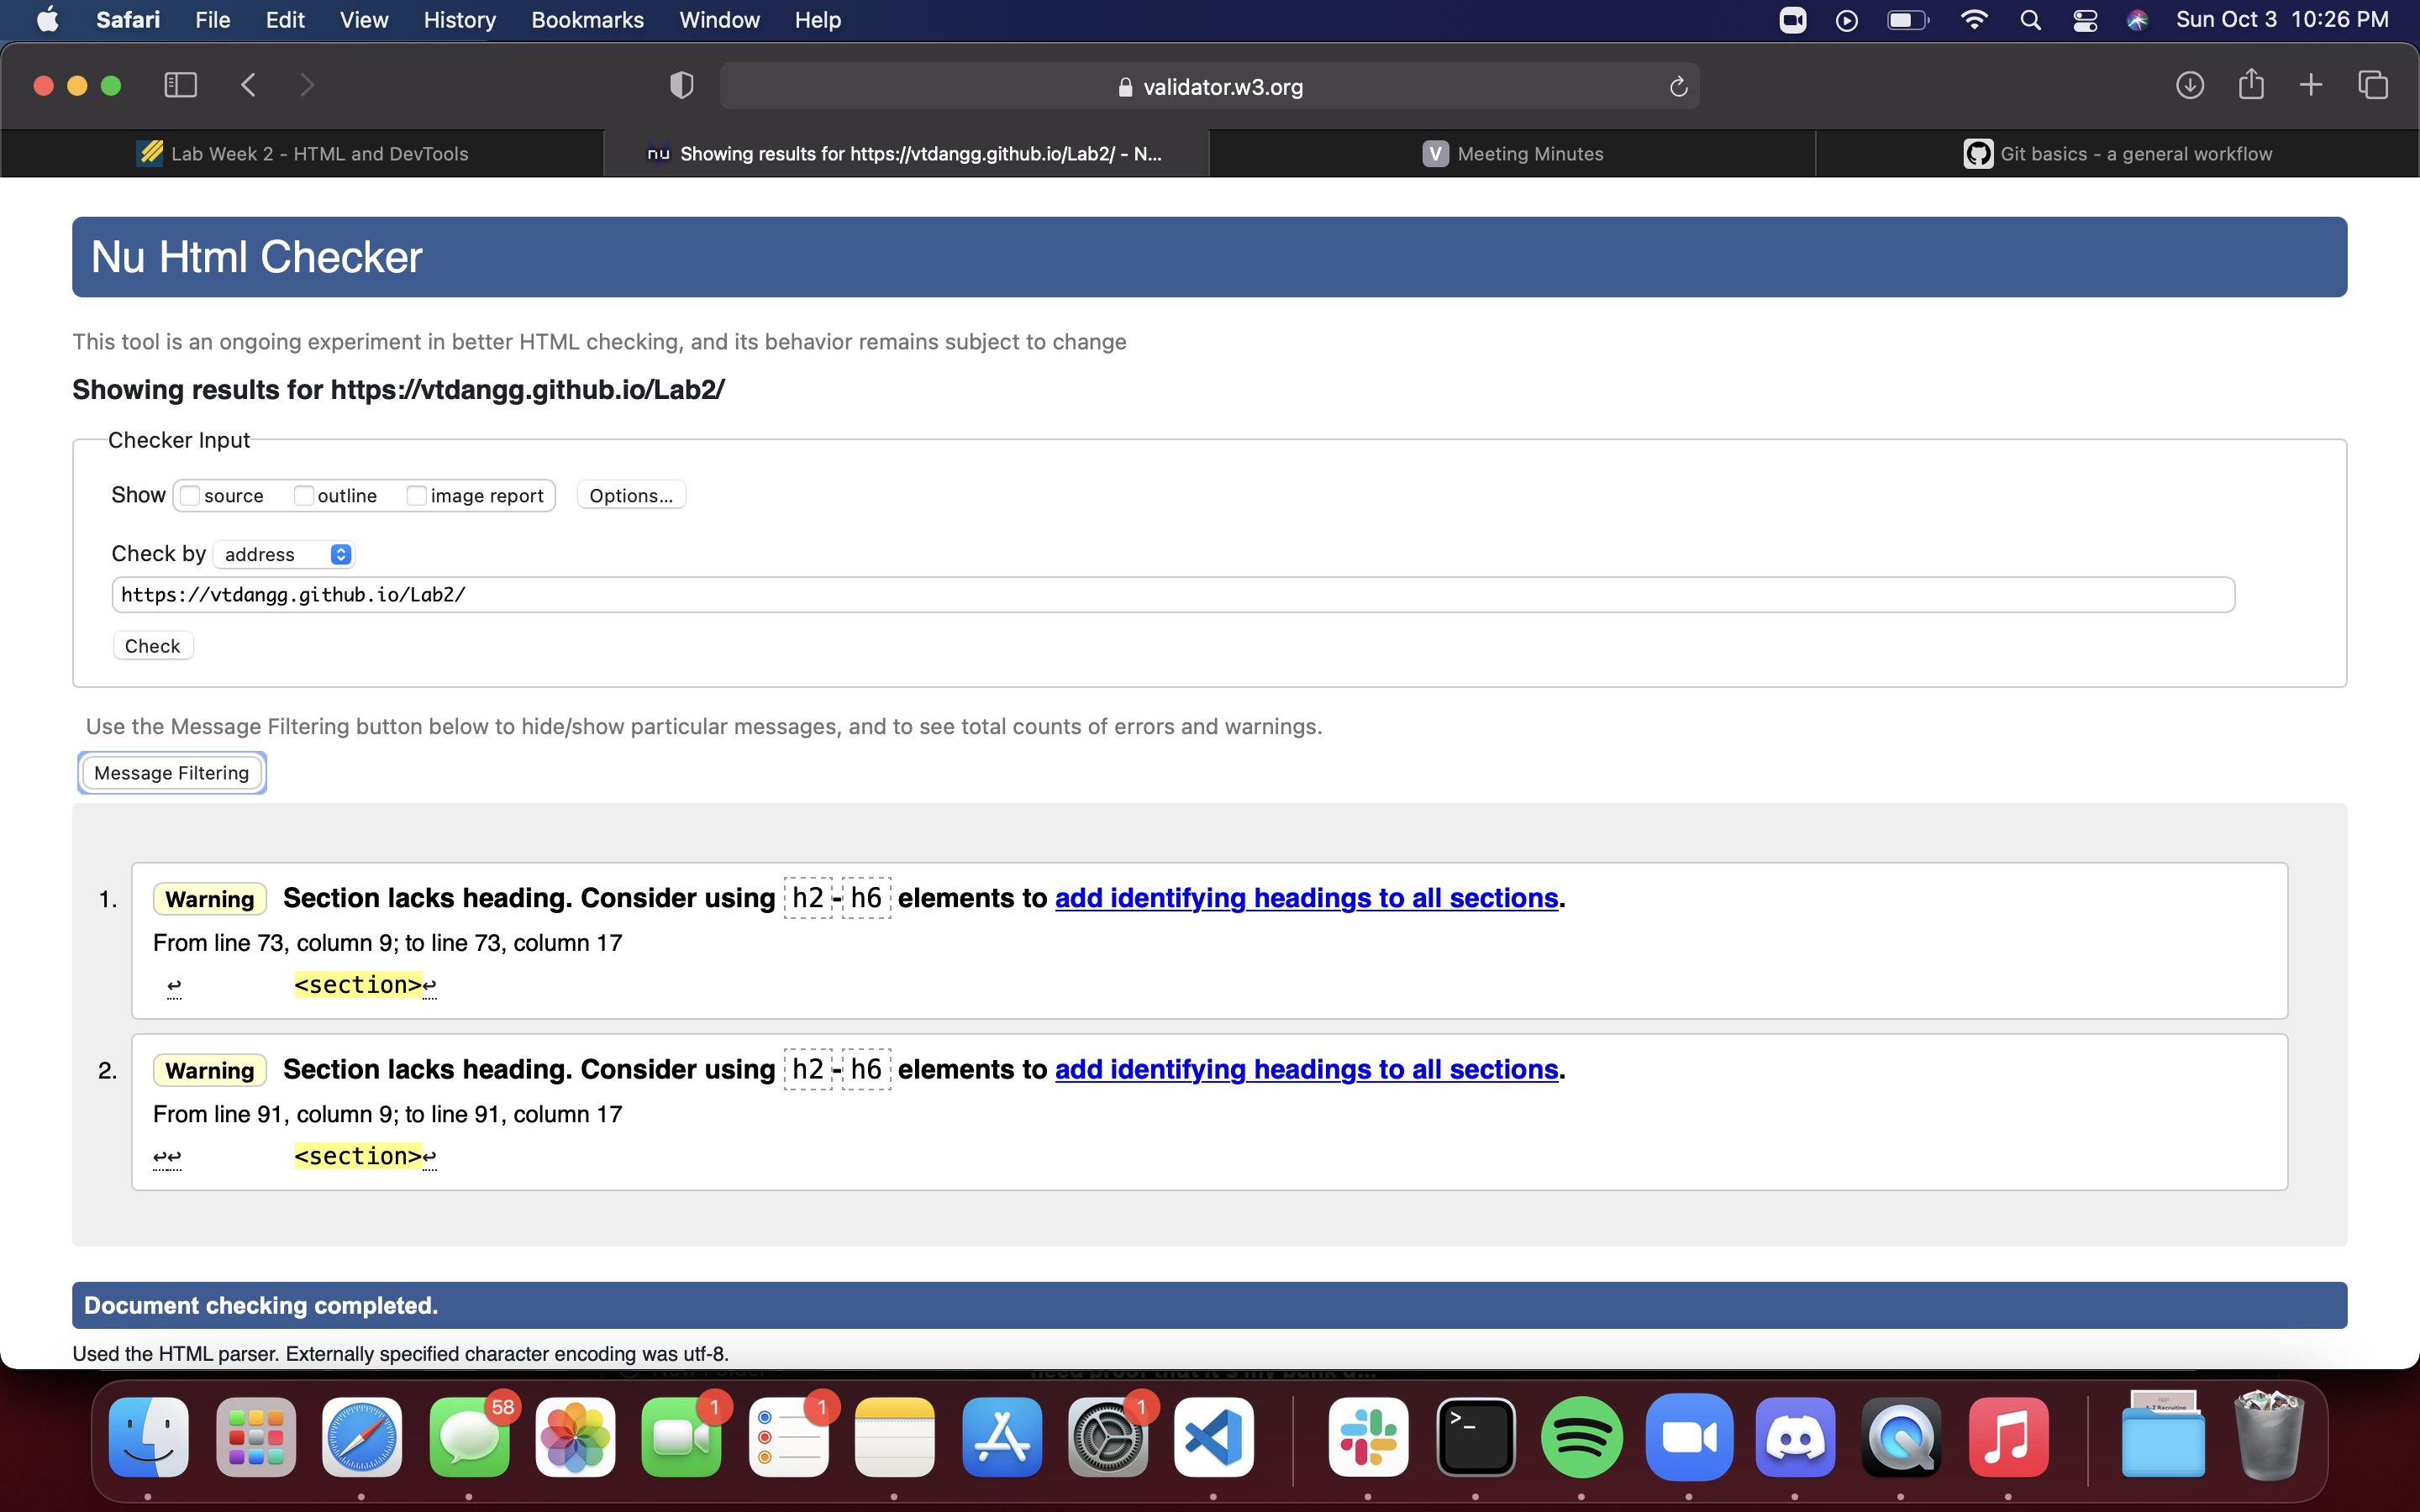 Safari File Edit View History Bookmarks Window Help Sun Oct 3 10:26 PM
validator.w3.org
Lab Week 2 - HTML and DevTools
nu Showing results for https://vtdangg.github.io/Lab2/ - N...
V Meeting Minutes
Git basics - a general workflow
Nu Html Checker
This tool is an ongoing experiment in better HTML checking, and its behavior remains subject to change
Showing results for https://vtdangg.github.io/Lab2/
Checker Input
Show source outline image report Options...
Check by address
https://vtdangg.github.io/Lab2/
Check
Use the Message Filtering button below to hide/show particular messages, and to see total counts of errors and warnings.
Message Filtering
1. Warning Section lacks heading. Consider using h2-h6 elements to add identifying headings to all sections.
From line 73, column 9; to line 73, column 17
↩ <section>↩
2. Warning Section lacks heading. Consider using h2-h6 elements to add identifying headings to all sections.
From line 91, column 9; to line 91, column 17
↩↩ <section>↩
Document checking completed.
Used the HTML parser. Externally specified character encoding was utf-8.
58 1 1 1
>_